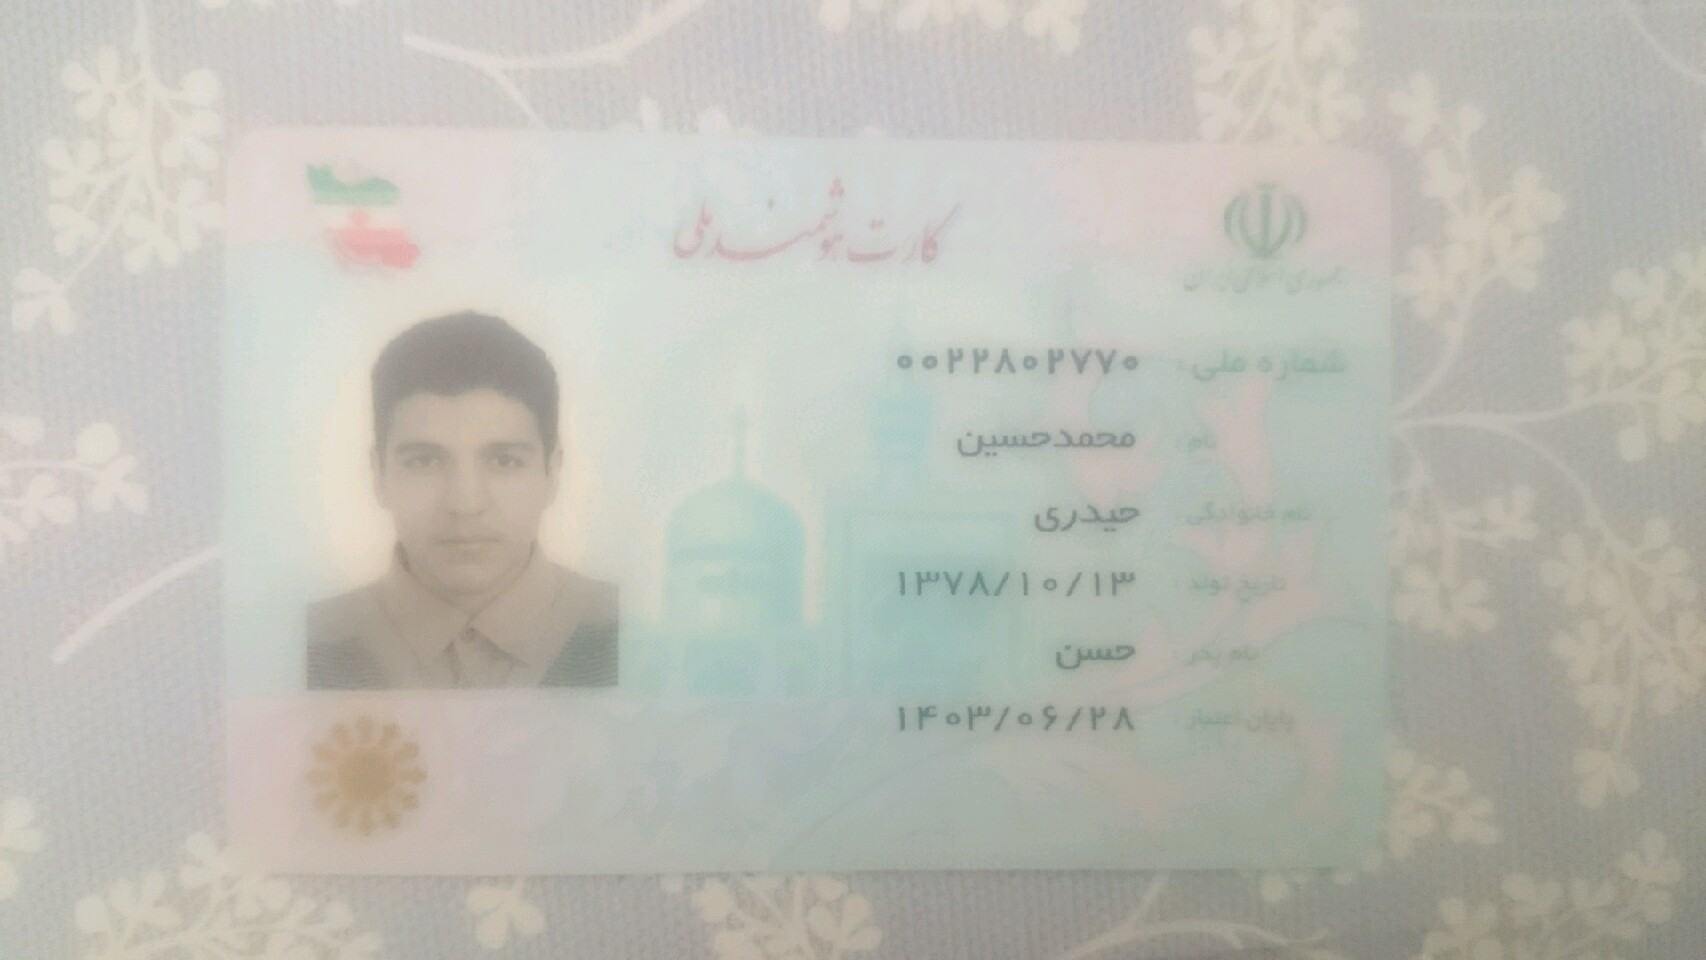 کارت هوشمند ملی
جمهوری اسلامی ایران
شماره ملی: ۰۰۲۲۸۰۲۷۷۰
نام: محمدحسین
نام خانوادگی: حیدری
تاریخ تولد: ۱۳۷۸/۱۰/۱۳
نام پدر: حسن
پایان اعتبار: ۱۴۰۳/۰۶/۲۸